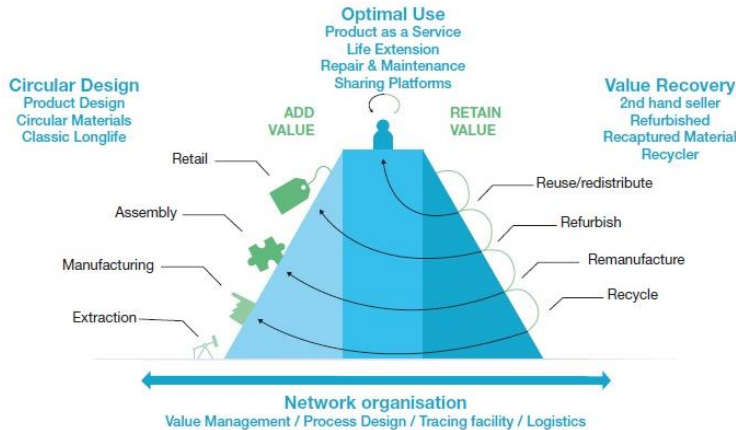 Optimal Use
Product as a Service
Life Extension
Repair & Maintenance
Sharing Platforms
Circular Design
Product Design
Circular Materials
Classic Longlife
Value Recovery
2nd hand seller
Refurbished
Recaptured Material
Recycler
ADD
VALUE
RETAIN
VALUE
Retail
Assembly
Manufacturing
Extraction
Reuse/redistribute
Refurbish
Remanufacture
Recycle
Network organisation
Value Management / Process Design / Tracing facility / Logistics